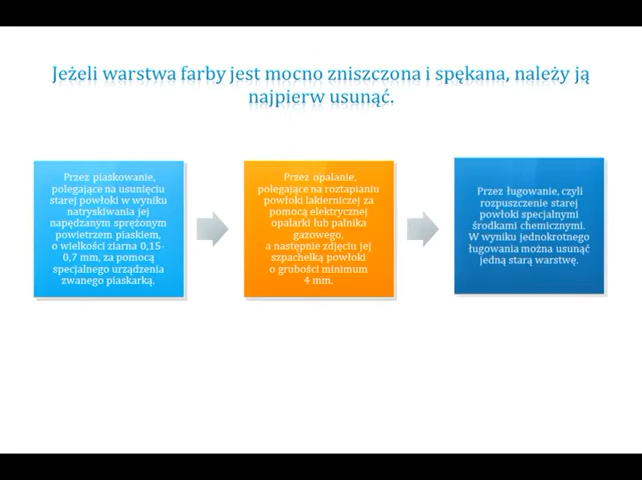 Jeżeli warstwa farby jest mocno zniszczona i spękana, należy ją
najpierw usunąć.
Przez piaskowanie,
polegające na usunięciu
starej powłoki w wyniku
natryskiwania jej
napędzanym sprężonym
powietrzem piaskiem,
o wielkości ziarna 0,15-
0,7 mm, za pomocą
specjalnego urządzenia
zwanego piaskarką.
Przez opalanie,
polegające na roztapianiu
powłoki lakierniczej za
pomocą elektrycznej
opalarki lub palnika
gazowego,
a następnie zdjęciu jej
szpachelką powłoki
o grubości minimum
4 mm.
Przez ługowanie, czyli
rozpuszczenie starej
powłoki specjalnymi
środkami chemicznymi.
W wyniku jednokrotnego
ługowania można usunąć
jedną starą warstwę.